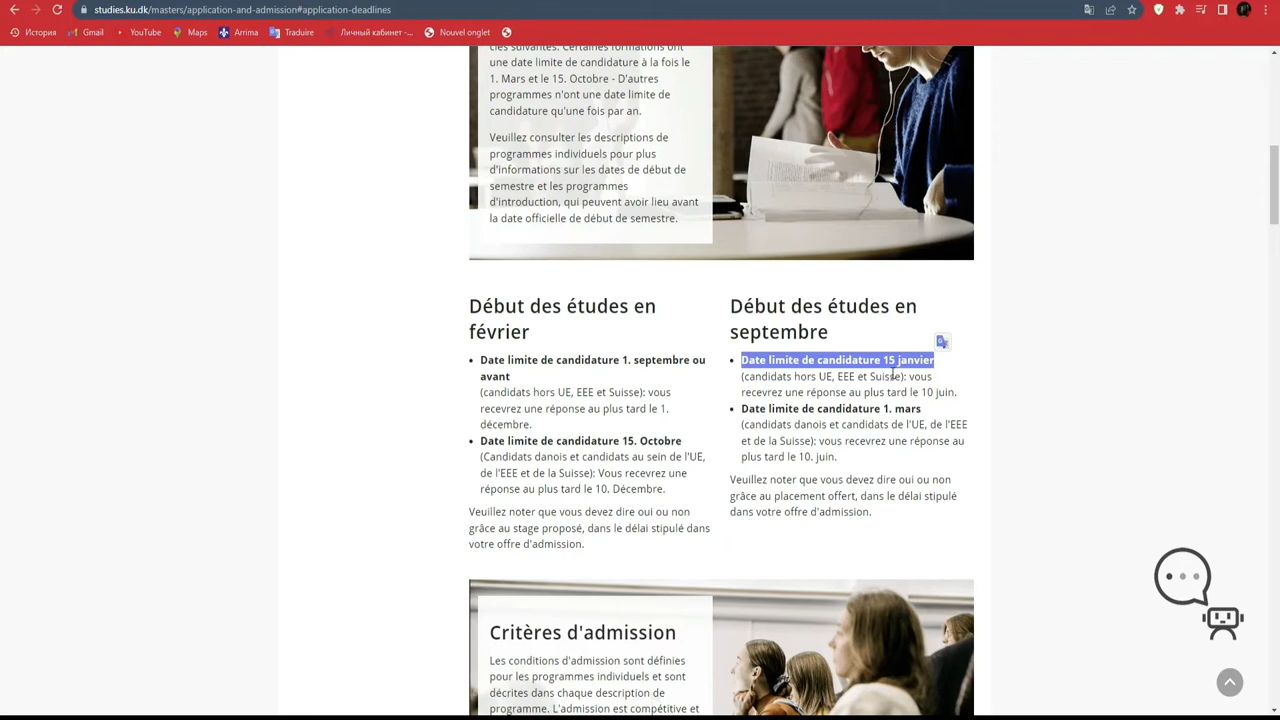 studies.ku.dk/masters/application-and-admission#application-deadlines
История Gmail YouTube Maps Arrima Traduire Личный кабинет -... Nouvel onglet
clés suivantes. Certaines formations ont
une date limite de candidature à la fois le
1. Mars et le 15. Octobre - D'autres
programmes n'ont une date limite de
candidature qu'une fois par an.
Veuillez consulter les descriptions de
programmes individuels pour plus
d'informations sur les dates de début de
semestre et les programmes
d'introduction, qui peuvent avoir lieu avant
la date officielle de début de semestre.
Début des études en
février
Date limite de candidature 1. septembre ou
avant
(candidats hors UE, EEE et Suisse): vous
recevrez une réponse au plus tard le 1.
décembre.
Date limite de candidature 15. Octobre
(Candidats danois et candidats au sein de l'UE,
de l'EEE et de la Suisse): Vous recevrez une
réponse au plus tard le 10. Décembre.
Veuillez noter que vous devez dire oui ou non
grâce au stage proposé, dans le délai stipulé dans
votre offre d'admission.
Début des études en
septembre
Date limite de candidature 15 janvier
(candidats hors UE, EEE et Suisse): vous
recevrez une réponse au plus tard le 10 juin.
Date limite de candidature 1. mars
(candidats danois et candidats de l'UE, de l'EEE
et de la Suisse): vous recevrez une réponse au
plus tard le 10. juin.
Veuillez noter que vous devez dire oui ou non
grâce au placement offert, dans le délai stipulé
dans votre offre d'admission.
Critères d'admission
Les conditions d'admission sont définies
pour les programmes individuels et sont
décrites dans chaque description de
programme. L'admission est compétitive et